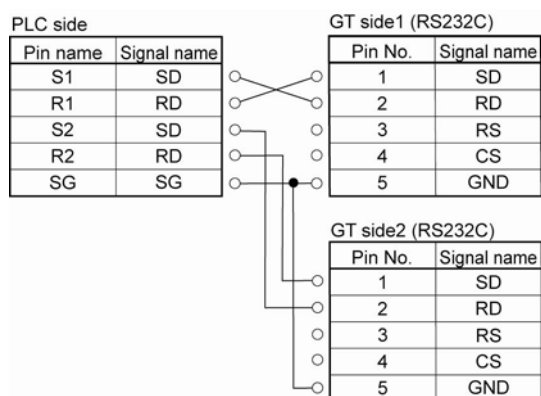 PLC side
Pin name Signal name
S1 SD
R1 RD
S2 SD
R2 RD
SG SG
GT side1 (RS232C)
Pin No. Signal name
1 SD
2 RD
3 RS
4 CS
5 GND
GT side2 (RS232C)
Pin No. Signal name
1 SD
2 RD
3 RS
4 CS
5 GND